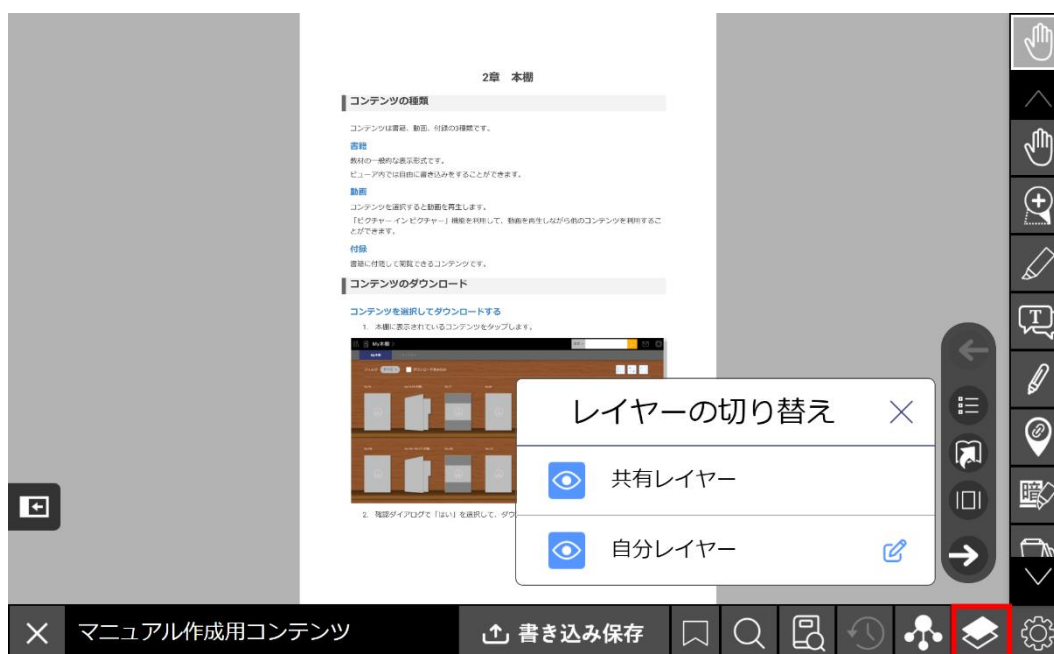 2章 本棚
コンテンツの種類
コンテンツは書籍、動画、付録の3種類です。
書籍
教材の一般的な表示形式です。
ビューア内では自由に書き込みをすることができます。
動画
コンテンツを選択すると動画を再生します。
「ピクチャー イン ピクチャー」機能を利用して、動画を再生しながら他のコンテンツを利用するこ
とができます。
付録
書籍に付随して閲覧できるコンテンツです。
コンテンツのダウンロード
コンテンツを選択してダウンロードする
1. 本棚に表示されているコンテンツをタップします。
My本棚
2. 確認ダイアログで「はい」を選択して、ダウ
レイヤーの切り替え
共有レイヤー
自分レイヤー
T
暗
マニュアル作成用コンテンツ
書き込み保存